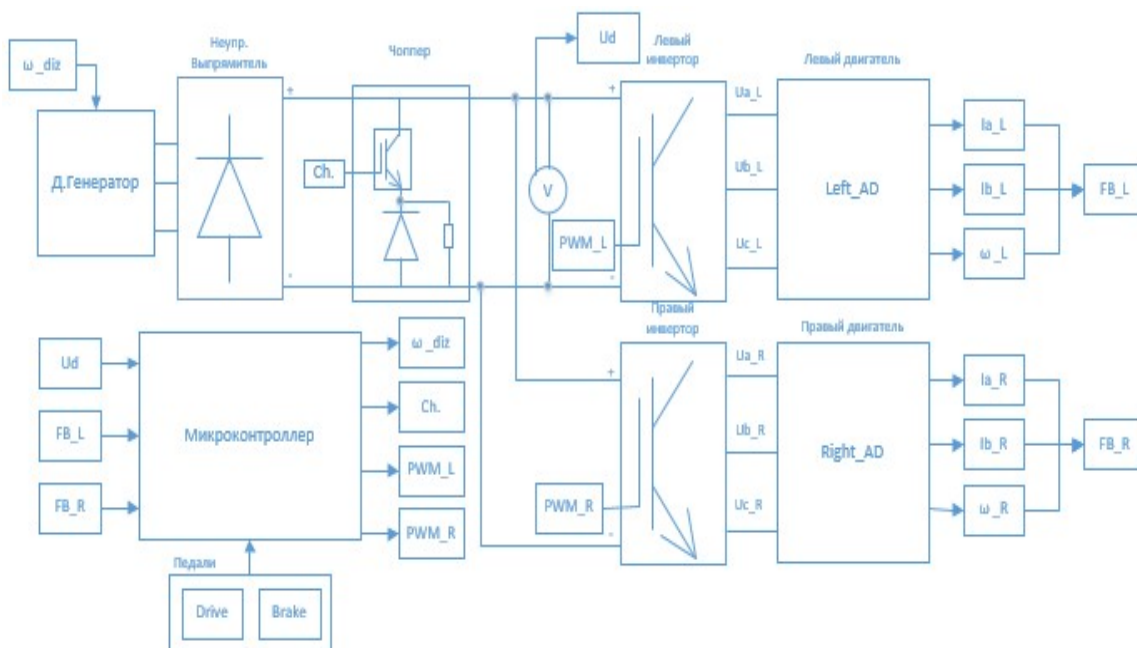 ω_diz
Д.Генератор
Неупр.
Выпрямитель
+
-
Чоппер
Ch.
Ud
V
Левый
инвертор
+
PWM_L
-
Ua_L
Ub_L
Uc_L
Левый двигатель
Left_AD
Ia_L
Ib_L
ω_L
FB_L
Правый
инвертор
+
PWM_R
-
Ua_R
Ub_R
Uc_R
Правый двигатель
Right_AD
Ia_R
Ib_R
ω_R
FB_R
Ud
FB_L
FB_R
Микроконтроллер
ω_diz
Ch.
PWM_L
PWM_R
Педали
Drive
Brake